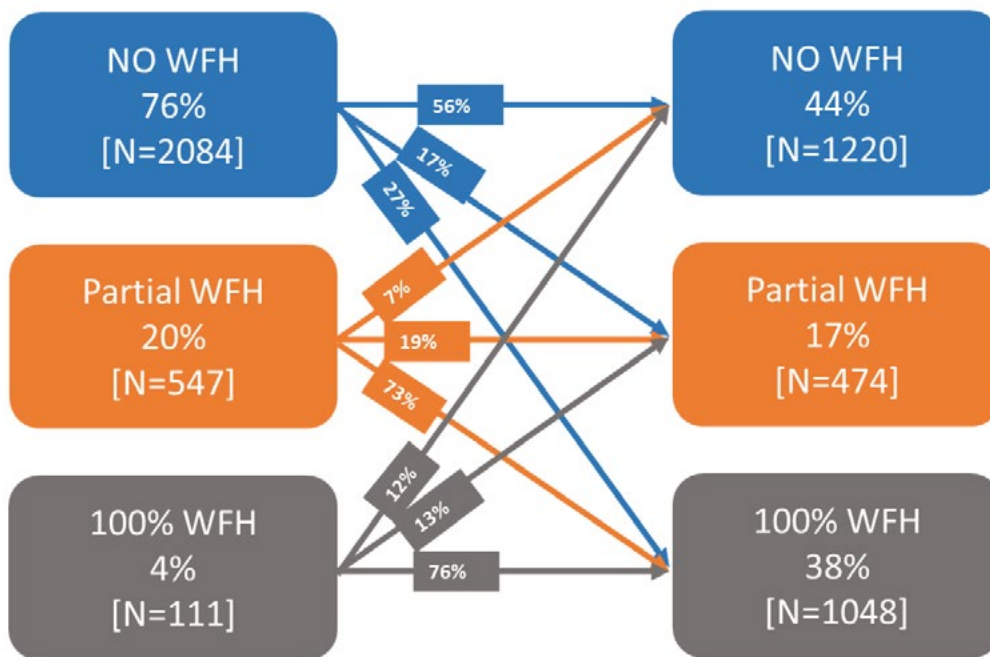 NO WFH
76%
[N=2084]
56%
17%
27%
NO WFH
44%
[N=1220]
Partial WFH
20%
[N=547]
7%
19%
73%
Partial WFH
17%
[N=474]
100% WFH
4%
[N=111]
12%
13%
76%
100% WFH
38%
[N=1048]